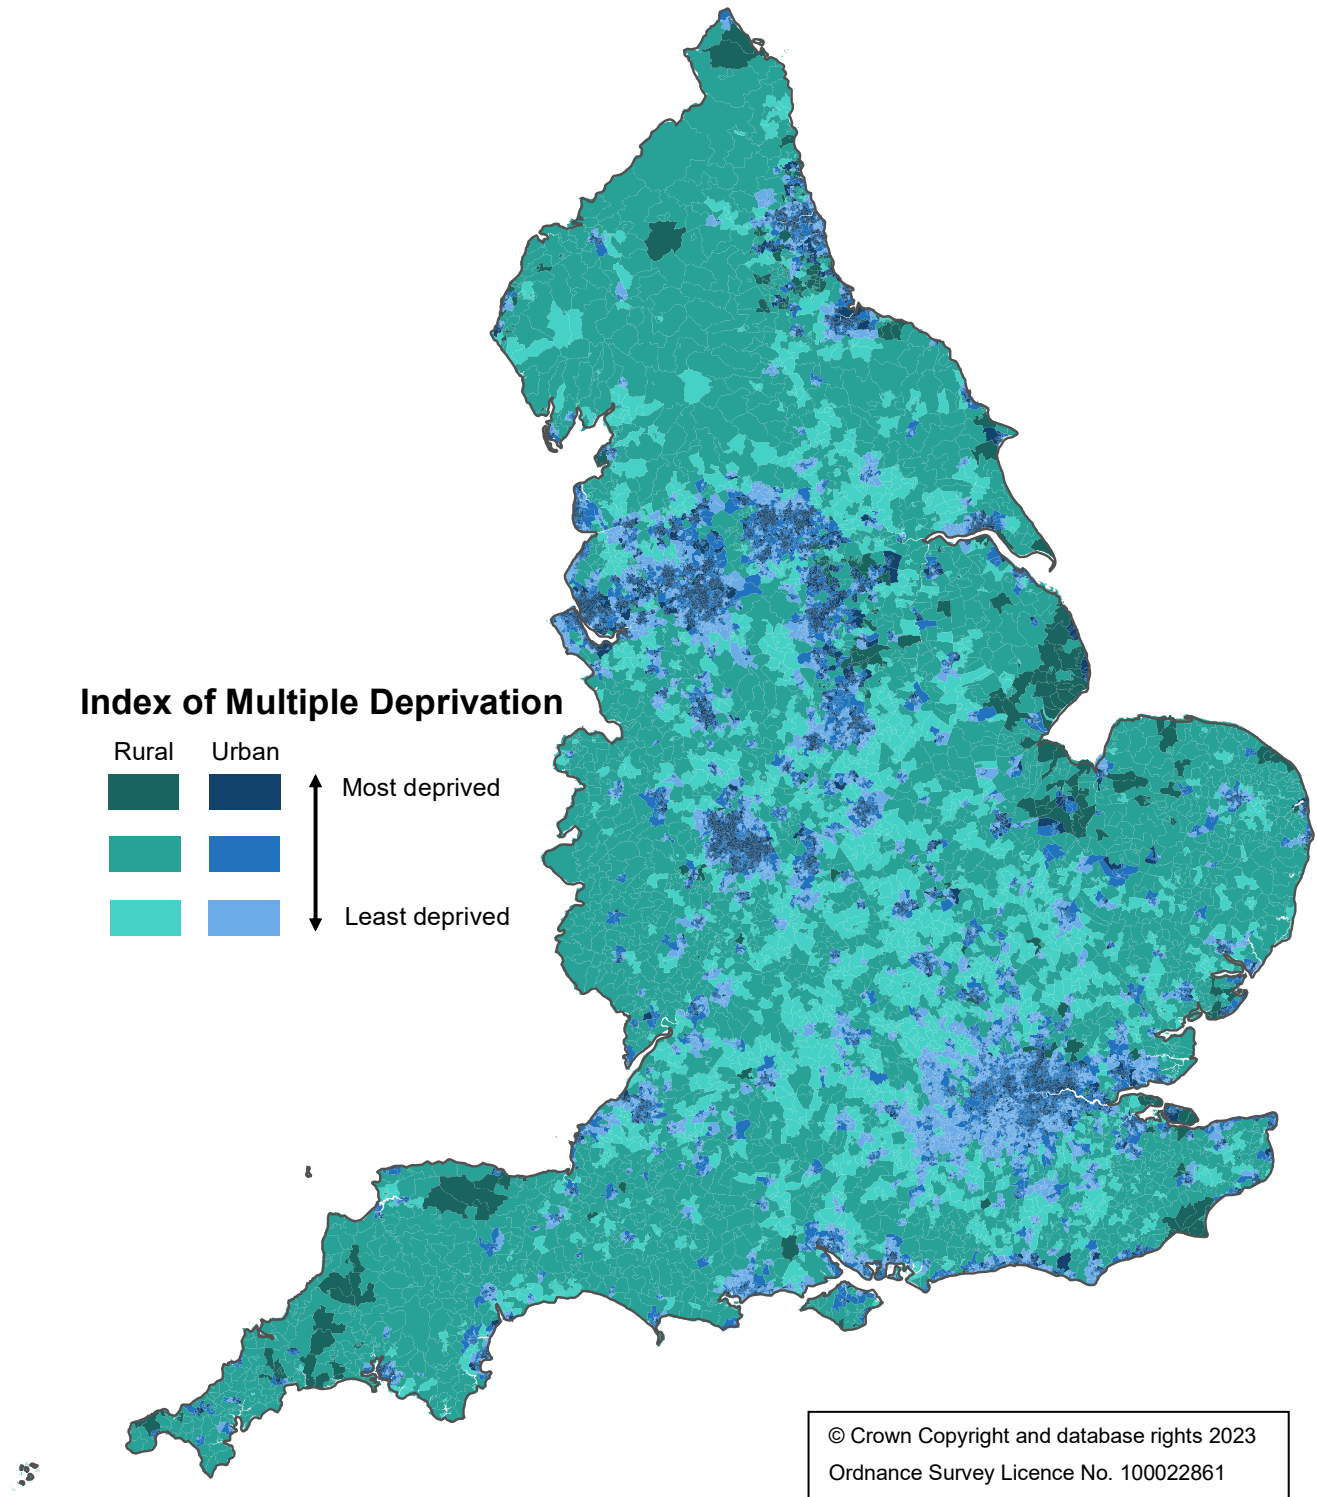 Index of Multiple Deprivation
Rural Urban
Most deprived
Least deprived
© Crown Copyright and database rights 2023
Ordnance Survey Licence No. 100022861